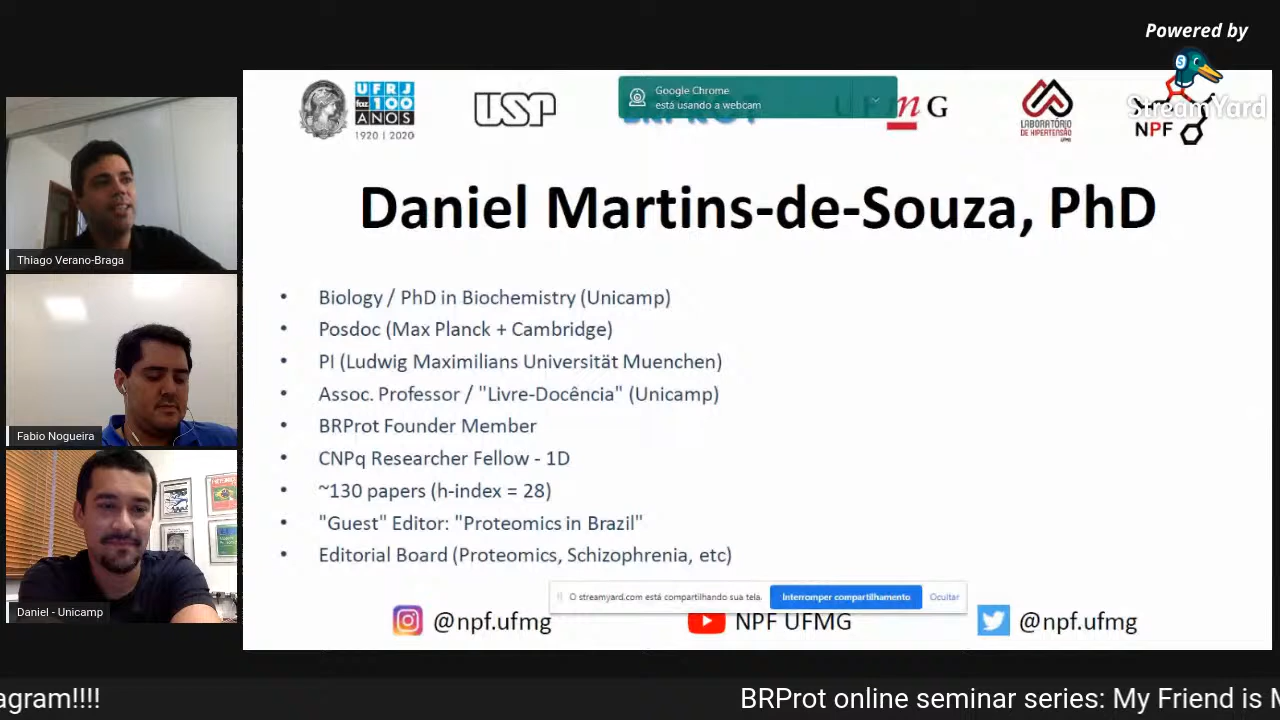 Powered by
StreamYard
UFRJ
faz 100
ANOS
1920 | 2020
USP
Google Chrome
está usando a webcam
UFmG
LABORATÓRIO
DE HIPERTENSÃO
UFMG
NPF
Daniel Martins-de-Souza, PhD
• Biology / PhD in Biochemistry (Unicamp)
• Posdoc (Max Planck + Cambridge)
• PI (Ludwig Maximilians Universität Muenchen)
• Assoc. Professor / "Livre-Docência" (Unicamp)
• BRProt Founder Member
• CNPq Researcher Fellow - 1D
• ~130 papers (h-index = 28)
• "Guest" Editor: "Proteomics in Brazil"
• Editorial Board (Proteomics, Schizophrenia, etc)
O streamyard.com está compartilhando sua tela.
Interromper compartilhamento
Ocultar
@npf.ufmg
NPF UFMG
@npf.ufmg
Thiago Verano-Braga
Fabio Nogueira
Daniel - Unicamp
agram!!!!
BRProt online seminar series: My Friend is